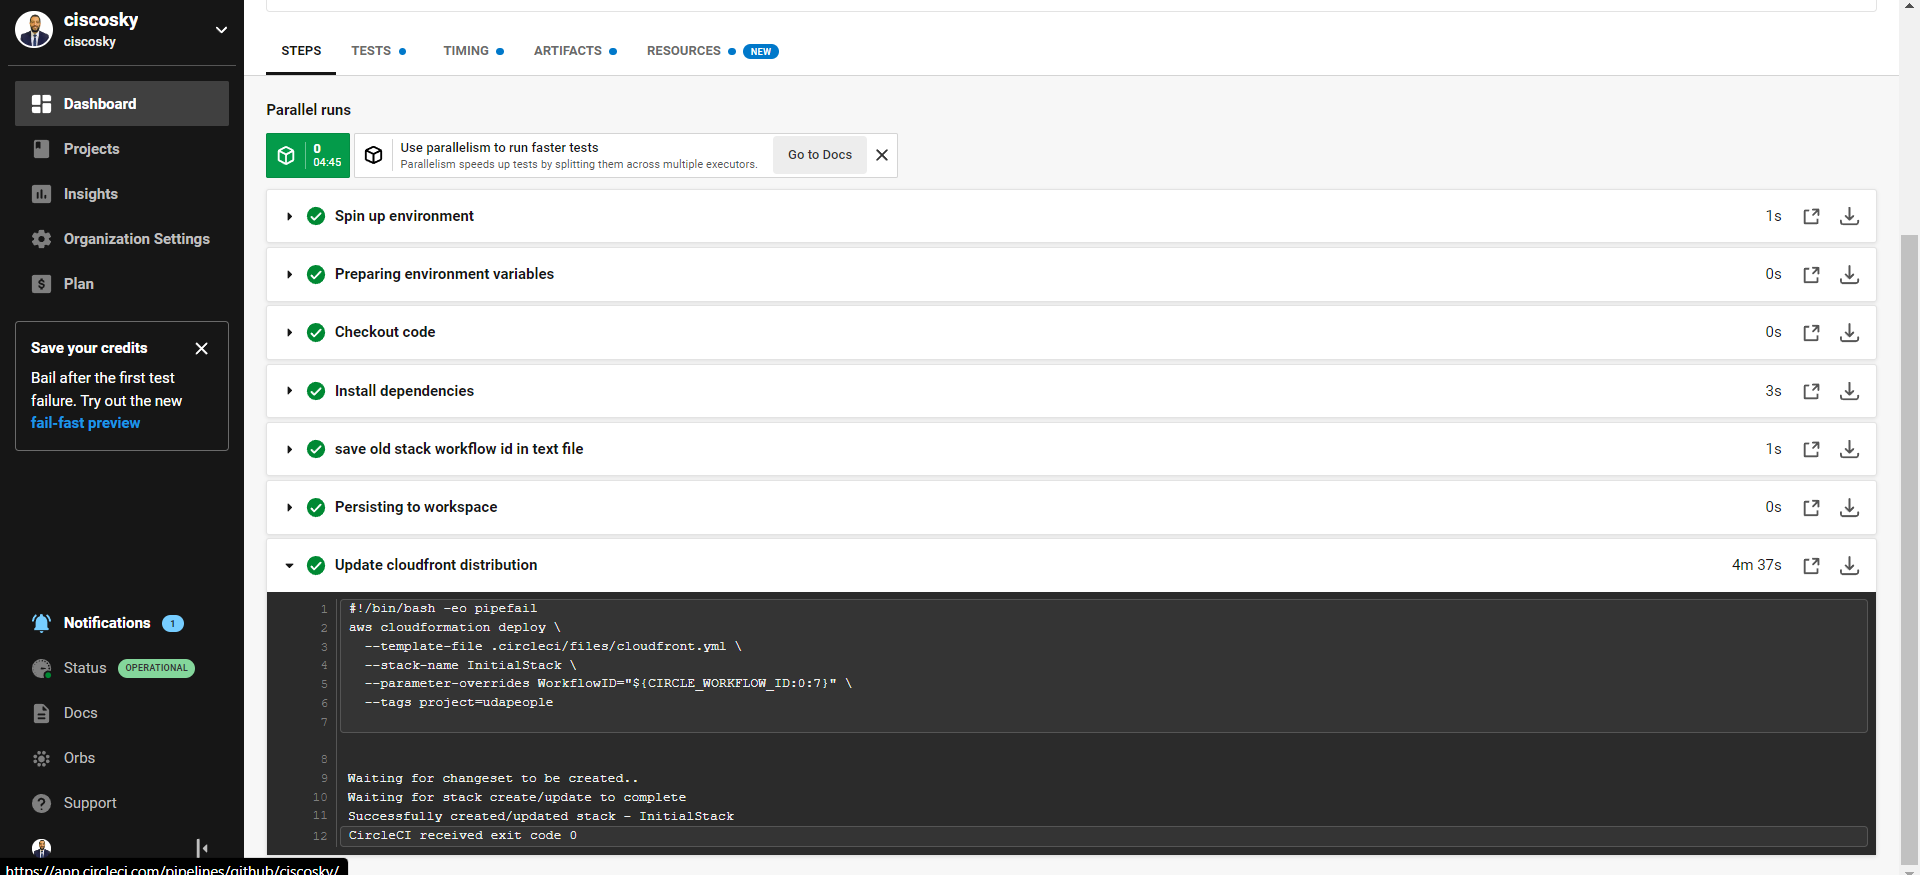 ciscosky
ciscosky
Dashboard
Projects
Insights
Organization Settings
Plan
Save your credits
Bail after the first test
failure. Try out the new
fail-fast preview
Notifications 1
Status OPERATIONAL
Docs
Orbs
Support
https://app.circleci.com/pipelines/github/ciscosky/
STEPS TESTS TIMING ARTIFACTS RESOURCES NEW
Parallel runs
0
04:45
Use parallelism to run faster tests
Parallelism speeds up tests by splitting them across multiple executors.
Go to Docs
Spin up environment 1s
Preparing environment variables 0s
Checkout code 0s
Install dependencies 3s
save old stack workflow id in text file 1s
Persisting to workspace 0s
Update cloudfront distribution 4m 37s
1 #!/bin/bash -eo pipefail
2 aws cloudformation deploy \
3 --template-file .circleci/files/cloudfront.yml \
4 --stack-name InitialStack \
5 --parameter-overrides WorkflowID="${CIRCLE_WORKFLOW_ID:0:7}" \
6 --tags project=udapeople
7
8
9 Waiting for changeset to be created..
10 Waiting for stack create/update to complete
11 Successfully created/updated stack - InitialStack
12 CircleCI received exit code 0